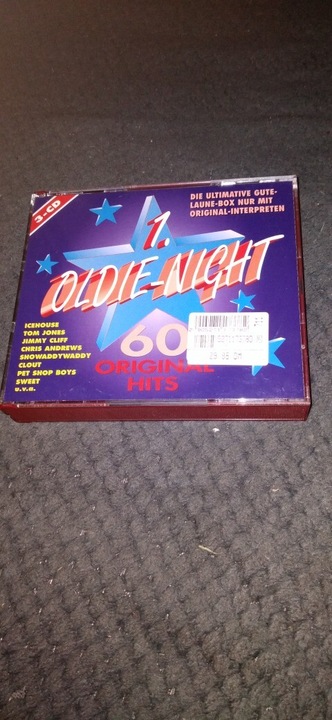 3-CD
DIE ULTIMATIVE GUTE-
LAUNE-BOX NUR MIT
ORIGINAL-INTERPRETEN
1.
OLDIE-NIGHT
60
ORIGINAL
HITS
ICEHOUSE
TOM JONES
JIMMY CLIFF
CHRIS ANDREWS
SHOWADDYWADDY
CLOUT
PET SHOP BOYS
SWEET
u.v.a.